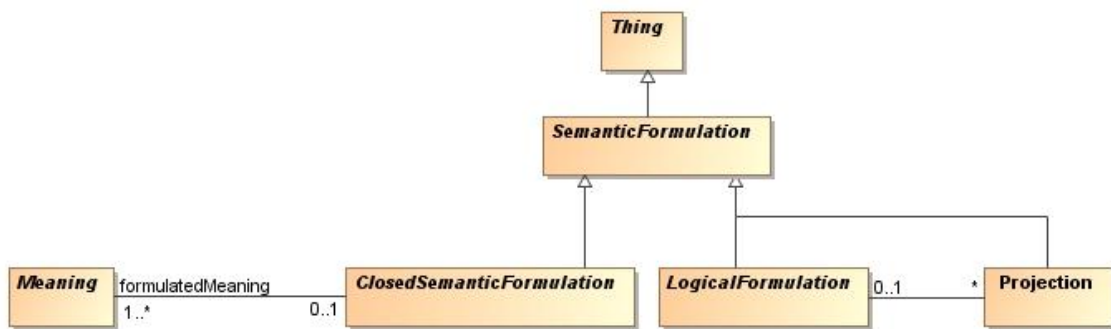 Thing
SemanticFormulation
Meaning
formulatedMeaning
1..*
0..1
ClosedSemanticFormulation
LogicalFormulation
0..1
*
Projection